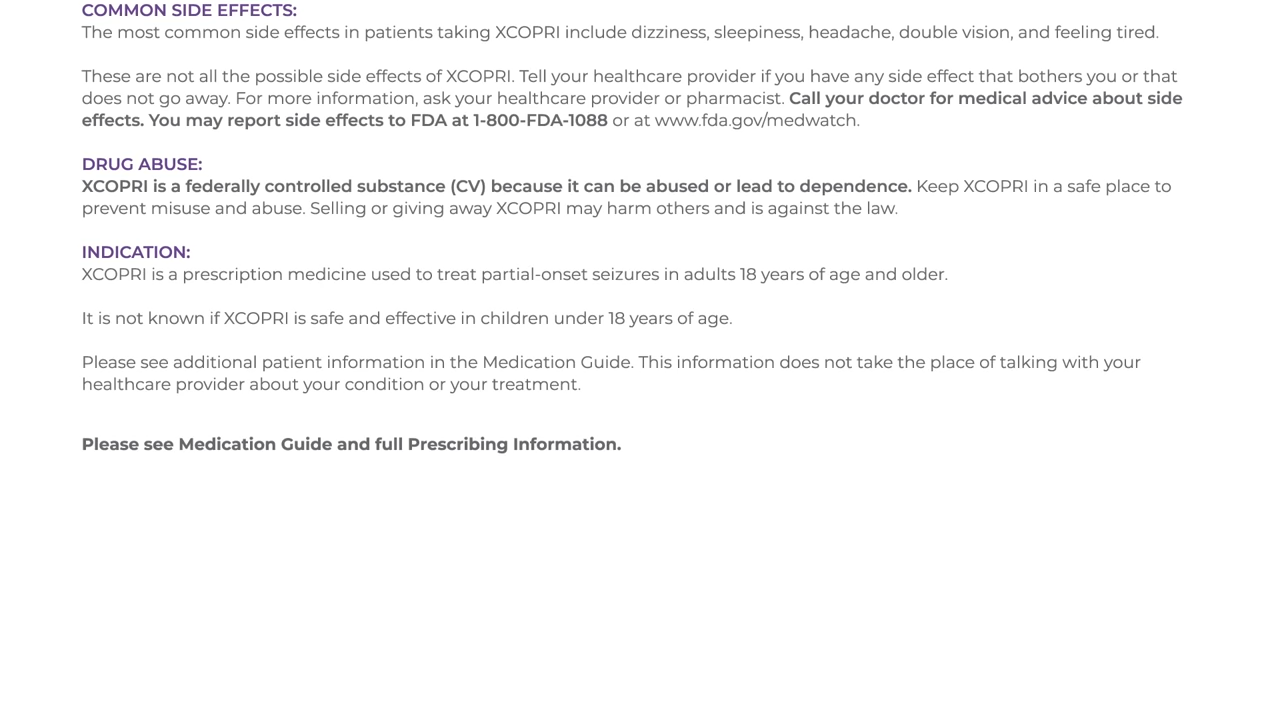 COMMON SIDE EFFECTS:
The most common side effects in patients taking XCOPRI include dizziness, sleepiness, headache, double vision, and feeling tired.
These are not all the possible side effects of XCOPRI. Tell your healthcare provider if you have any side effect that bothers you or that
does not go away. For more information, ask your healthcare provider or pharmacist. Call your doctor for medical advice about side
effects. You may report side effects to FDA at 1-800-FDA-1088 or at www.fda.gov/medwatch.
DRUG ABUSE:
XCOPRI is a federally controlled substance (CV) because it can be abused or lead to dependence. Keep XCOPRI in a safe place to
prevent misuse and abuse. Selling or giving away XCOPRI may harm others and is against the law.
INDICATION:
XCOPRI is a prescription medicine used to treat partial-onset seizures in adults 18 years of age and older.
It is not known if XCOPRI is safe and effective in children under 18 years of age.
Please see additional patient information in the Medication Guide. This information does not take the place of talking with your
healthcare provider about your condition or your treatment.
Please see Medication Guide and full Prescribing Information.